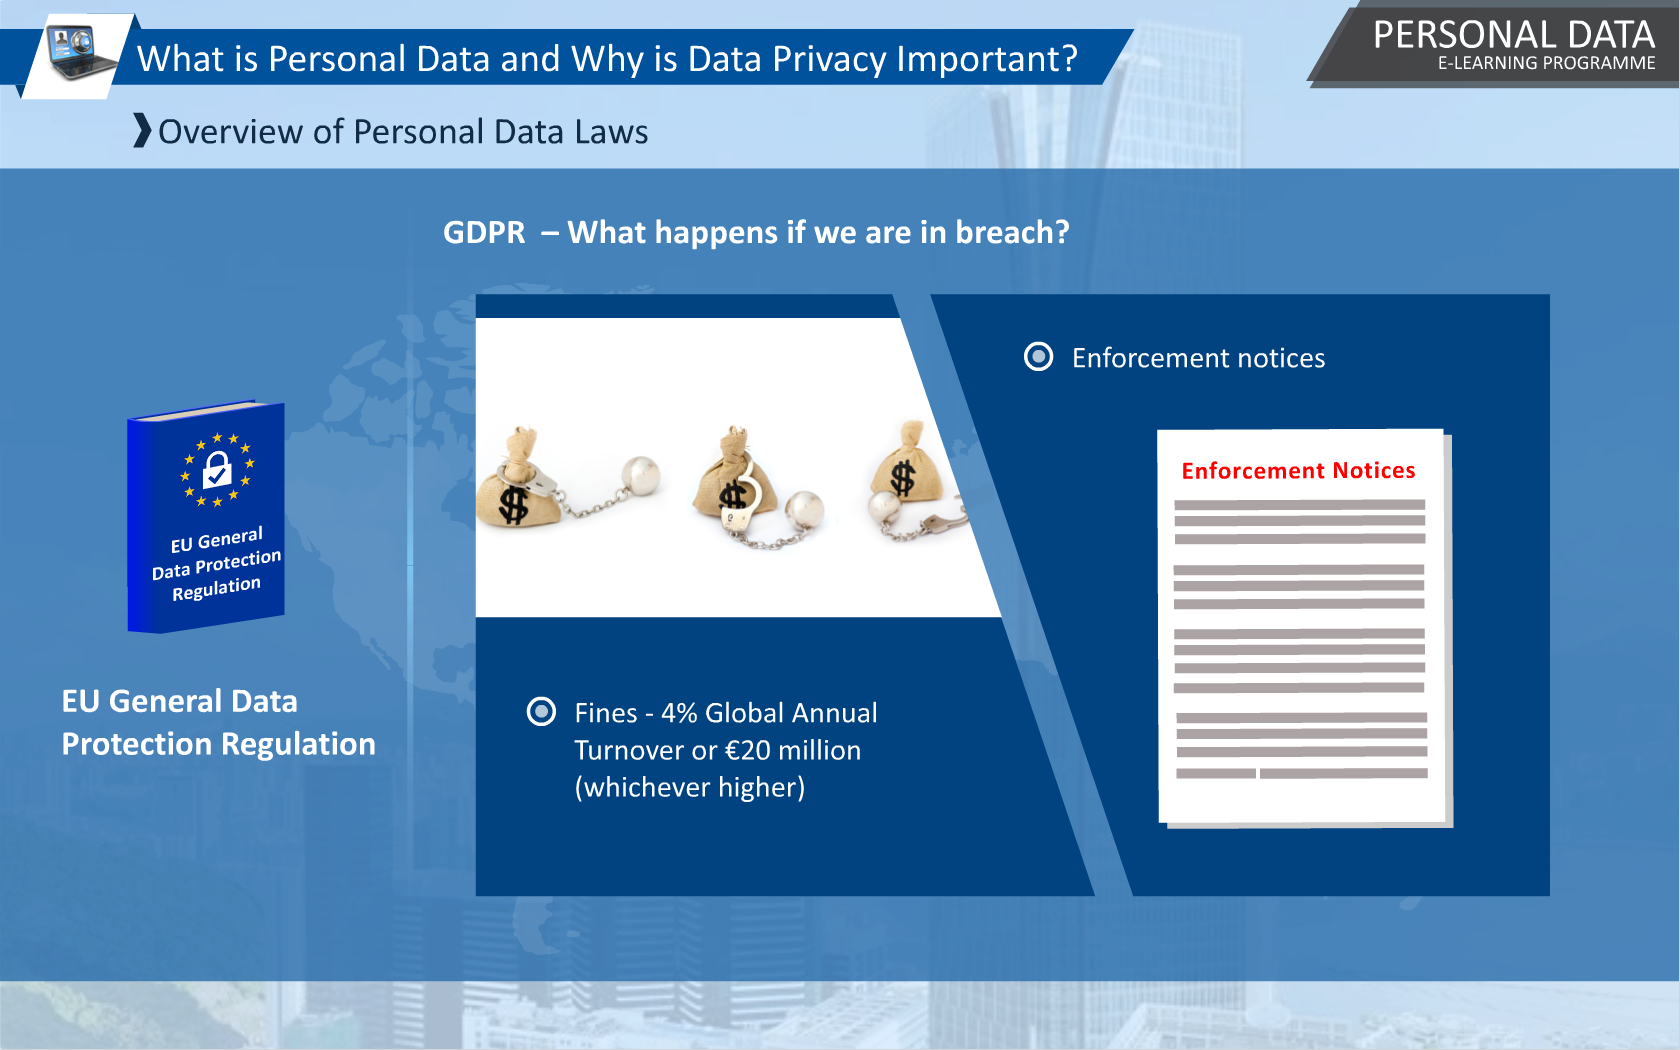 What is Personal Data and Why is Data Privacy Important?
PERSONAL DATA
E-LEARNING PROGRAMME
Overview of Personal Data Laws
GDPR – What happens if we are in breach?
EU General
Data Protection
Regulation
EU General Data
Protection Regulation
$ $ $
Fines - 4% Global Annual
Turnover or €20 million
(whichever higher)
Enforcement notices
Enforcement Notices